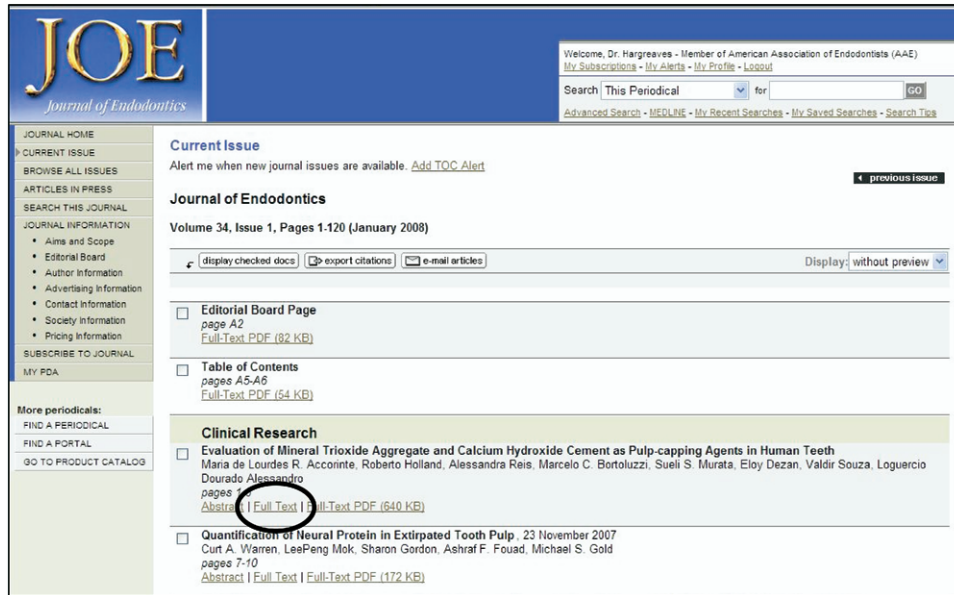 JOE
Journal of Endodontics
Welcome, Dr. Hargreaves - Member of American Association of Endodontists (AAE)
My Subscriptions - My Alerts - My Profile - Logout
Search This Periodical for GO
Advanced Search - MEDLINE - My Recent Searches - My Saved Searches - Search Tips
JOURNAL HOME
CURRENT ISSUE
BROWSE ALL ISSUES
ARTICLES IN PRESS
SEARCH THIS JOURNAL
JOURNAL INFORMATION
• Aims and Scope
• Editorial Board
• Author Information
• Advertising Information
• Contact Information
• Society Information
• Pricing Information
SUBSCRIBE TO JOURNAL
MY PDA
More periodicals:
FIND A PERIODICAL
FIND A PORTAL
GO TO PRODUCT CATALOG
Current Issue
Alert me when new journal issues are available. Add TOC Alert
previous issue
Journal of Endodontics
Volume 34, Issue 1, Pages 1-120 (January 2008)
display checked docs export citations e-mail articles Display: without preview
Editorial Board Page
page A2
Full-Text PDF (82 KB)
Table of Contents
pages A5-A6
Full-Text PDF (54 KB)
Clinical Research
Evaluation of Mineral Trioxide Aggregate and Calcium Hydroxide Cement as Pulp-capping Agents in Human Teeth
Maria de Lourdes R. Accorinte, Roberto Holland, Alessandra Reis, Marcelo C. Bortoluzzi, Sueli S. Murata, Eloy Dezan, Valdir Souza, Loguercio
Dourado Alessandro
pages
Abstract | Full Text | Full-Text PDF (640 KB)
Quantification of Neural Protein in Extirpated Tooth Pulp, 23 November 2007
Curt A. Warren, LeePeng Mok, Sharon Gordon, Ashraf F. Fouad, Michael S. Gold
pages 7-10
Abstract | Full Text | Full-Text PDF (172 KB)